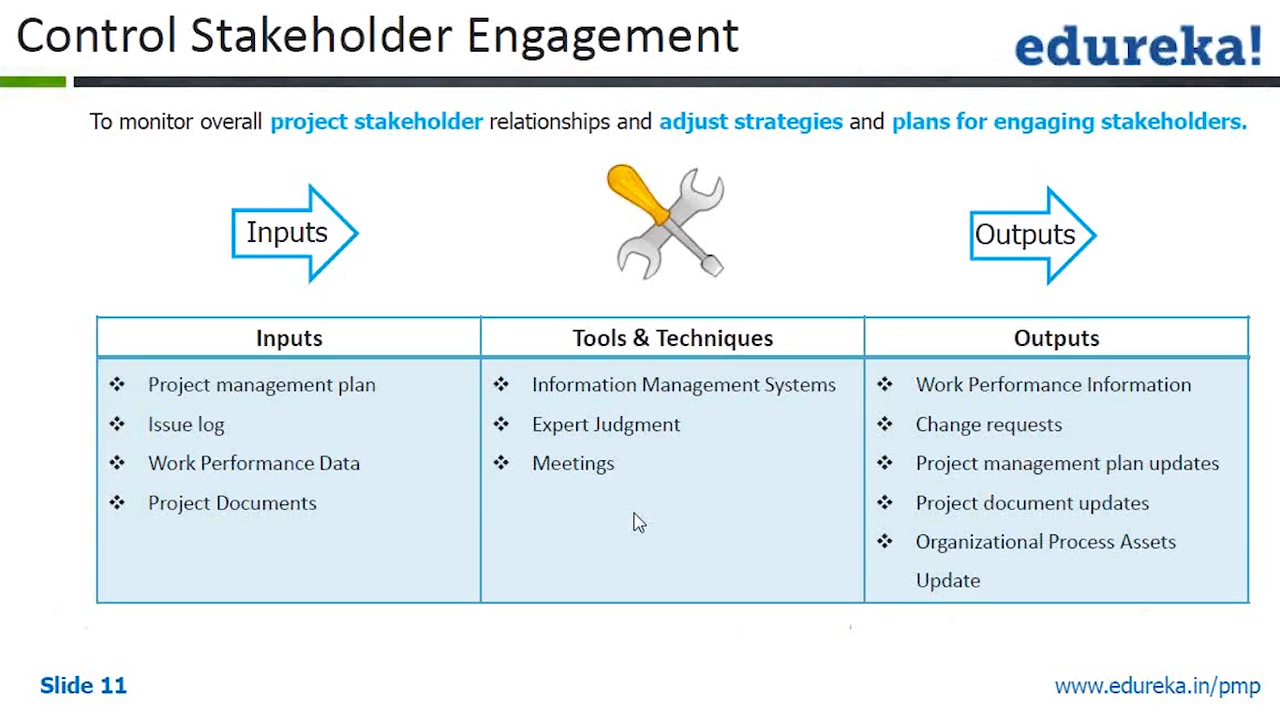 Control Stakeholder Engagement
edureka!
To monitor overall project stakeholder relationships and adjust strategies and plans for engaging stakeholders.
Inputs
Outputs
Inputs
Project management plan
Issue log
Work Performance Data
Project Documents
Tools & Techniques
Information Management Systems
Expert Judgment
Meetings
Outputs
Work Performance Information
Change requests
Project management plan updates
Project document updates
Organizational Process Assets
Update
Slide 11
www.edureka.in/pmp